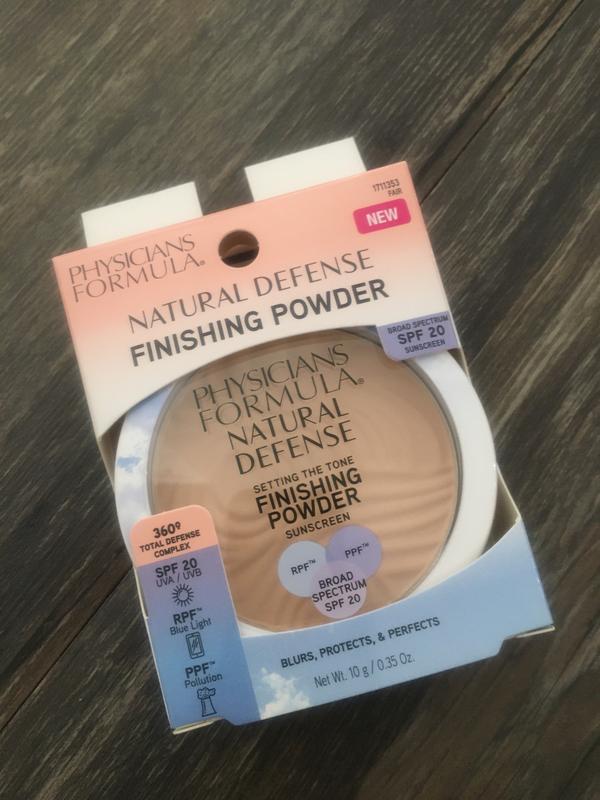 1711353
FAIR
NEW
PHYSICIANS
FORMULA®
NATURAL DEFENSE
FINISHING POWDER
BROAD SPECTRUM
SPF 20
SUNSCREEN
PHYSICIANS
FORMULA®
NATURAL
DEFENSE
SETTING THE TONE
FINISHING
POWDER
SUNSCREEN
RPF™
PPF™
BROAD
SPECTRUM
SPF 20
360º
TOTAL DEFENSE
COMPLEX
SPF 20
UVA / UVB
RPF™
Blue Light
PPF™
Pollution
BLURS, PROTECTS, & PERFECTS
Net Wt. 10 g / 0.35 Oz.